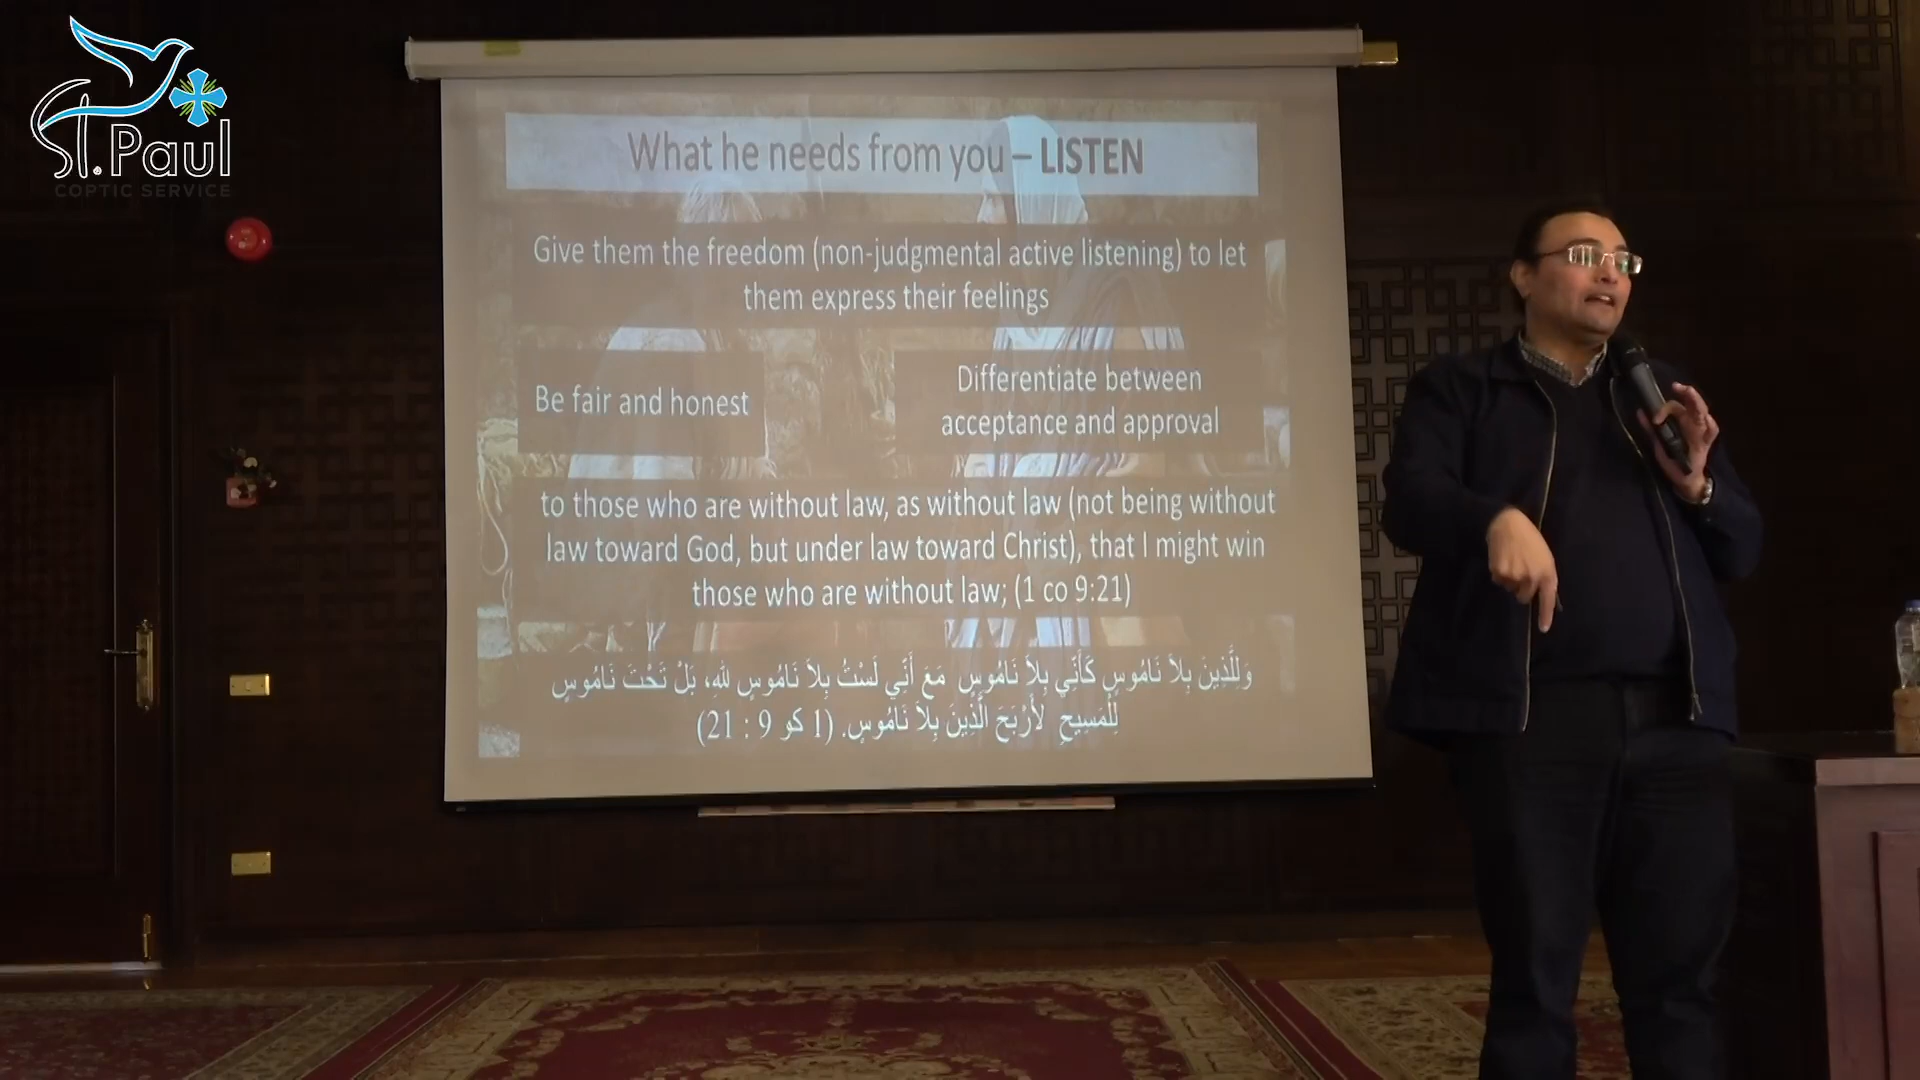 St.Paul
COPTIC SERVICE
What he needs from you – LISTEN
Give them the freedom (non-judgmental active listening) to let
them express their feelings
Be fair and honest
Differentiate between
acceptance and approval
to those who are without law, as without law (not being without
law toward God, but under law toward Christ), that I might win
those who are without law; (1 co 9:21)
وَلِلَّذِينَ بِلاَ نَامُوسٍ كَأَنِّي بِلاَ نَامُوسٍ مَعَ أَنِّي لَسْتُ بِلاَ نَامُوسٍ للهِ، بَلْ تَحْتَ نَامُوسٍ
لِلْمَسِيحِ لأَرْبَحَ الَّذِينَ بِلاَ نَامُوسٍ. (1 كو 9 : 21)